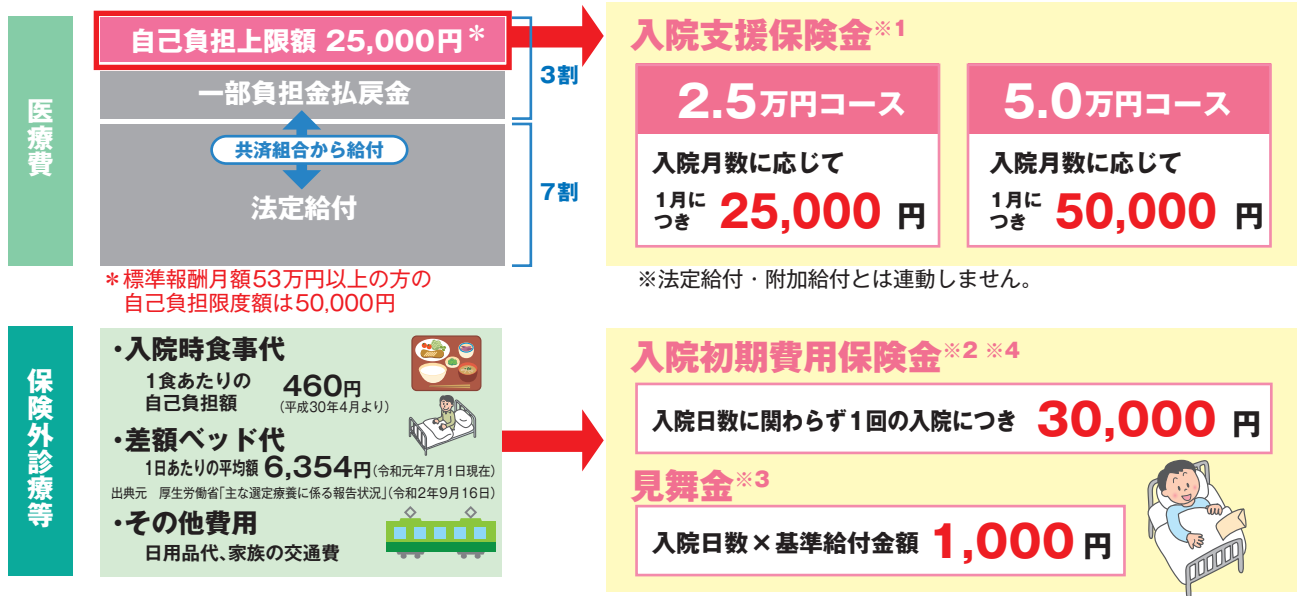 医療費
自己負担上限額 25,000円＊
一部負担金払戻金
共済組合から給付
法定給付
3割
7割
＊標準報酬月額53万円以上の方の
自己負担限度額は50,000円
入院支援保険金※1
2.5万円コース
入院月数に応じて
1月に
つき 25,000 円
5.0万円コース
入院月数に応じて
1月に
つき 50,000 円
※法定給付・附加給付とは連動しません。
保険外診療等
・入院時食事代
1食あたりの
自己負担額 460円
（平成30年4月より）
・差額ベッド代
1日あたりの平均額 6,354円（令和元年7月1日現在）
出典元　厚生労働省「主な選定療養に係る報告状況」（令和2年9月16日）
・その他費用
日用品代、家族の交通費
入院初期費用保険金※2 ※4
入院日数に関わらず1回の入院につき 30,000 円
見舞金※3
入院日数×基準給付金額 1,000 円